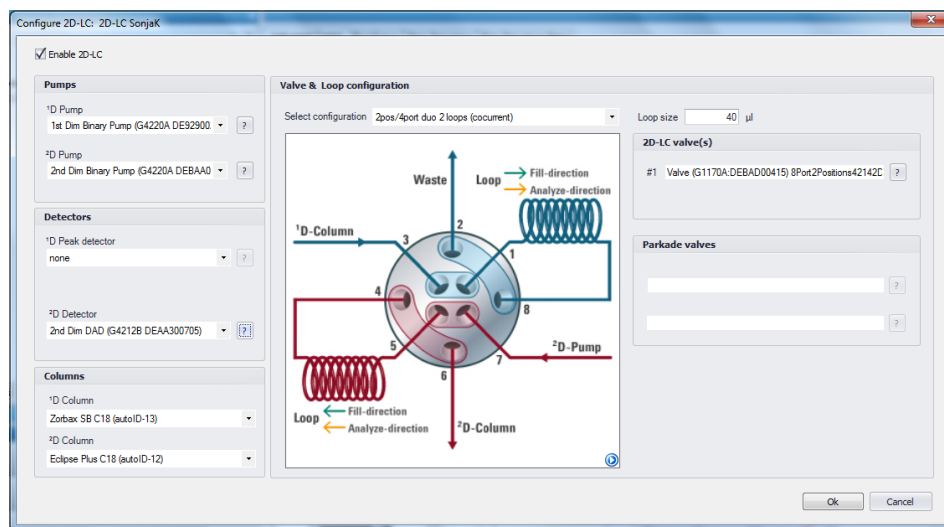 Configure 2D-LC: 2D-LC SonjaK
x
Enable 2D-LC
Pumps
¹D Pump
1st Dim Binary Pump (G4220A DE92900
?
²D Pump
2nd Dim Binary Pump (G4220A DEBAA0
?
Detectors
¹D Peak detector
none
?
²D Detector
2nd Dim DAD (G4212B DEAA300705)
?
Columns
¹D Column
Zorbax SB C18 (autoID-13)
²D Column
Eclipse Plus C18 (autoID-12)
Valve & Loop configuration
Select configuration 2pos/4port duo 2 loops (cocurrent)
Loop size 40 µl
Waste
Loop
Fill-direction
Analyze-direction
¹D-Column
3
2
1
4
8
5
6
7
²D-Pump
Loop
Fill-direction
Analyze-direction
²D-Column
2D-LC valve(s)
#1 Valve (G1170A:DEBAD00415) 8Port2Positions42142D
?
Parkade valves
?
?
Ok
Cancel